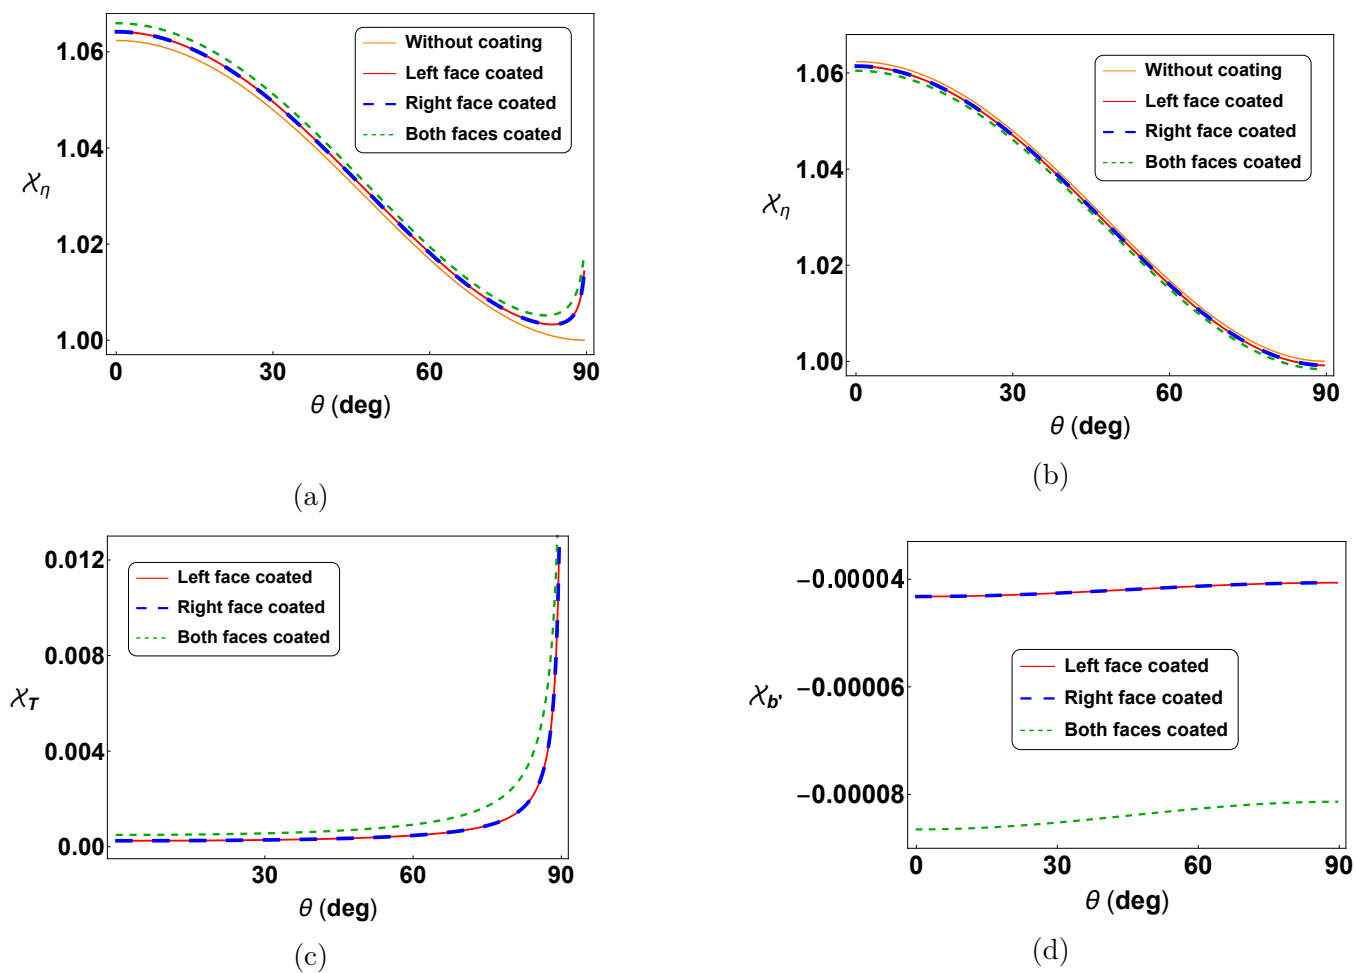 1.06
1.04
1.02
1.00
χη
0
30
60
90
θ (deg)
Without coating
Left face coated
Right face coated
Both faces coated
(a)
1.06
1.04
1.02
1.00
χη
0
30
60
90
θ (deg)
Without coating
Left face coated
Right face coated
Both faces coated
(b)
0.012
0.008
0.004
0.00
χT
30
60
90
θ (deg)
Left face coated
Right face coated
Both faces coated
(c)
−0.00004
−0.00006
−0.00008
χb'
0
30
60
90
θ (deg)
Left face coated
Right face coated
Both faces coated
(d)